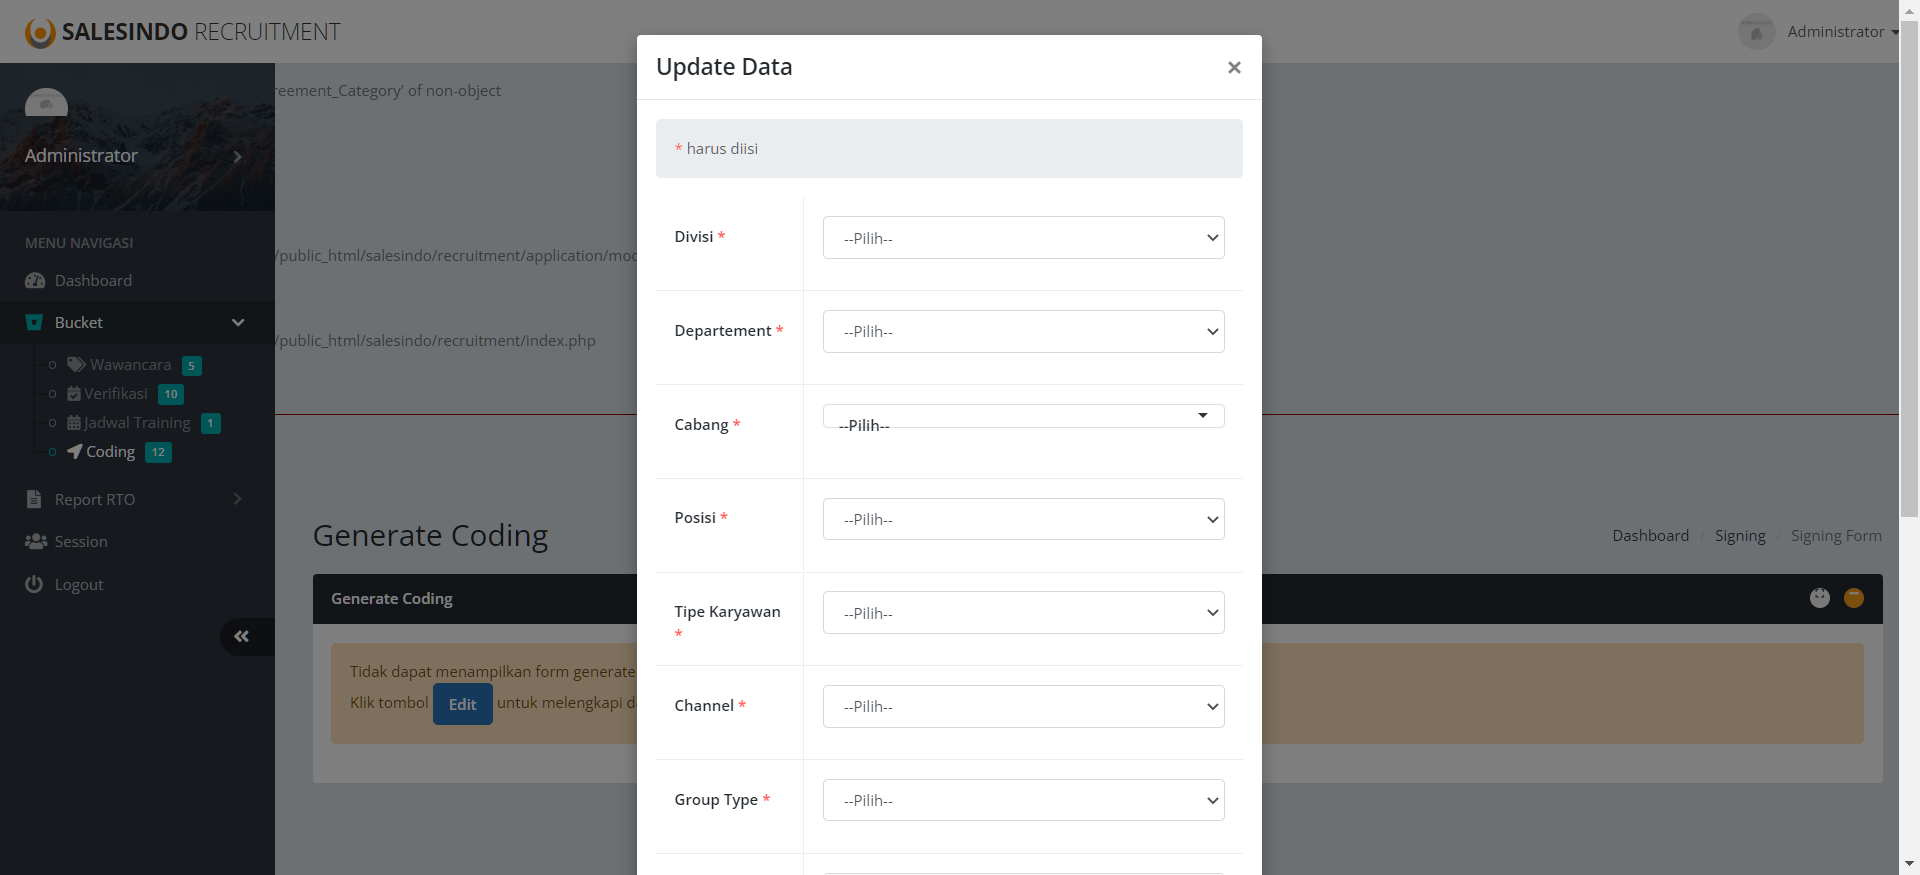 SALESINDO RECRUITMENT
Administrator
Administrator
MENU NAVIGASI
Dashboard
Bucket
Wawancara 5
Verifikasi 10
Jadwal Training 1
Coding 12
Report RTO
Session
Logout
reement_Category' of non-object
/public_html/salesindo/recruitment/application/mod
/public_html/salesindo/recruitment/index.php
Generate Coding
Dashboard / Signing / Signing Form
Generate Coding
Tidak dapat menampilkan form generate
Klik tombol Edit untuk melengkapi d
Update Data ×
* harus diisi
Divisi * --Pilih--
Departement * --Pilih--
Cabang * --Pilih--
Posisi * --Pilih--
Tipe Karyawan * --Pilih--
Channel * --Pilih--
Group Type * --Pilih--